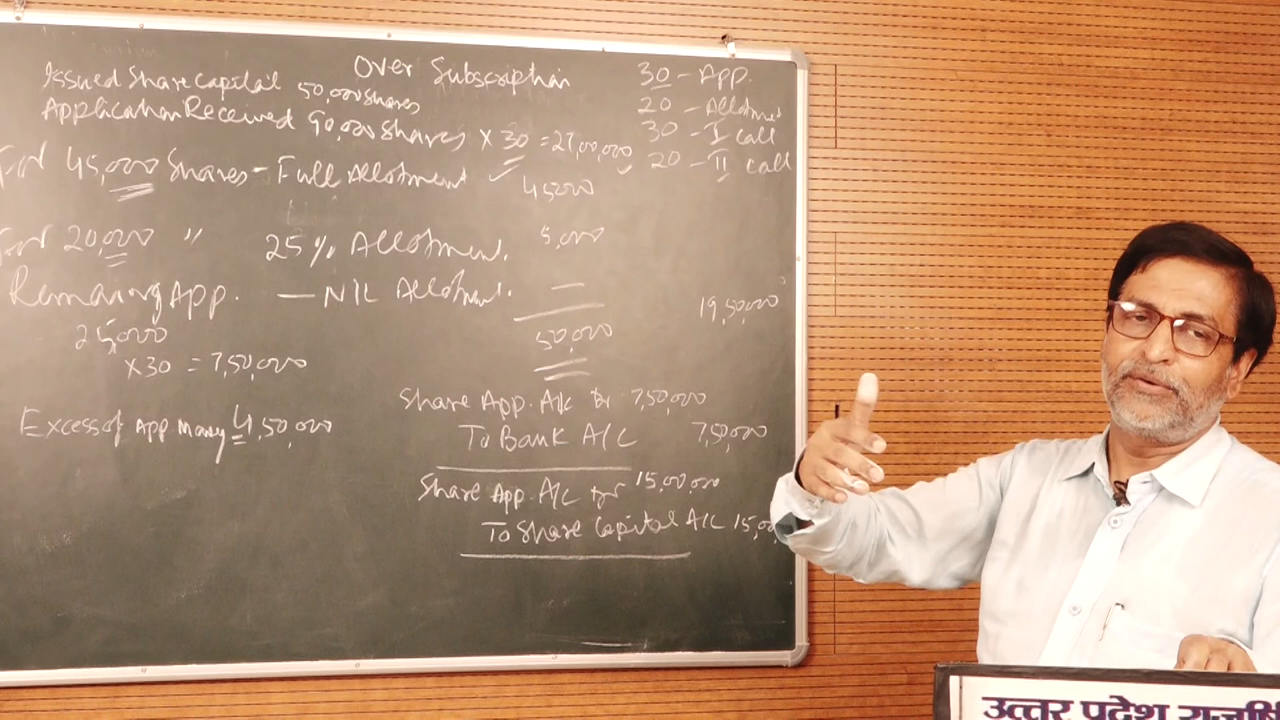 Over Subscription
Issued Share Capital 50,000 Shares
Application Received 90,000 Shares X 30 = 27,00,000
For 45,000 Shares - Full Allotment 45000
For 20,000 " 25% Allotment. 5,000
Remaining App. — NIL Allotment. —
25,000
50,000
X30 = 7,50,000
Excess of App. Money 4,50,000
30 - App.
20 - Allotment
30 - I call
20 - II call
19,50,000
Share App. A/c Dr 7,50,000
To Bank A/C 7,50,000
Share App. A/C Dr 15,00,000
To Share Capital A/C 15,00
उत्तर प्रदेश राजर्षि